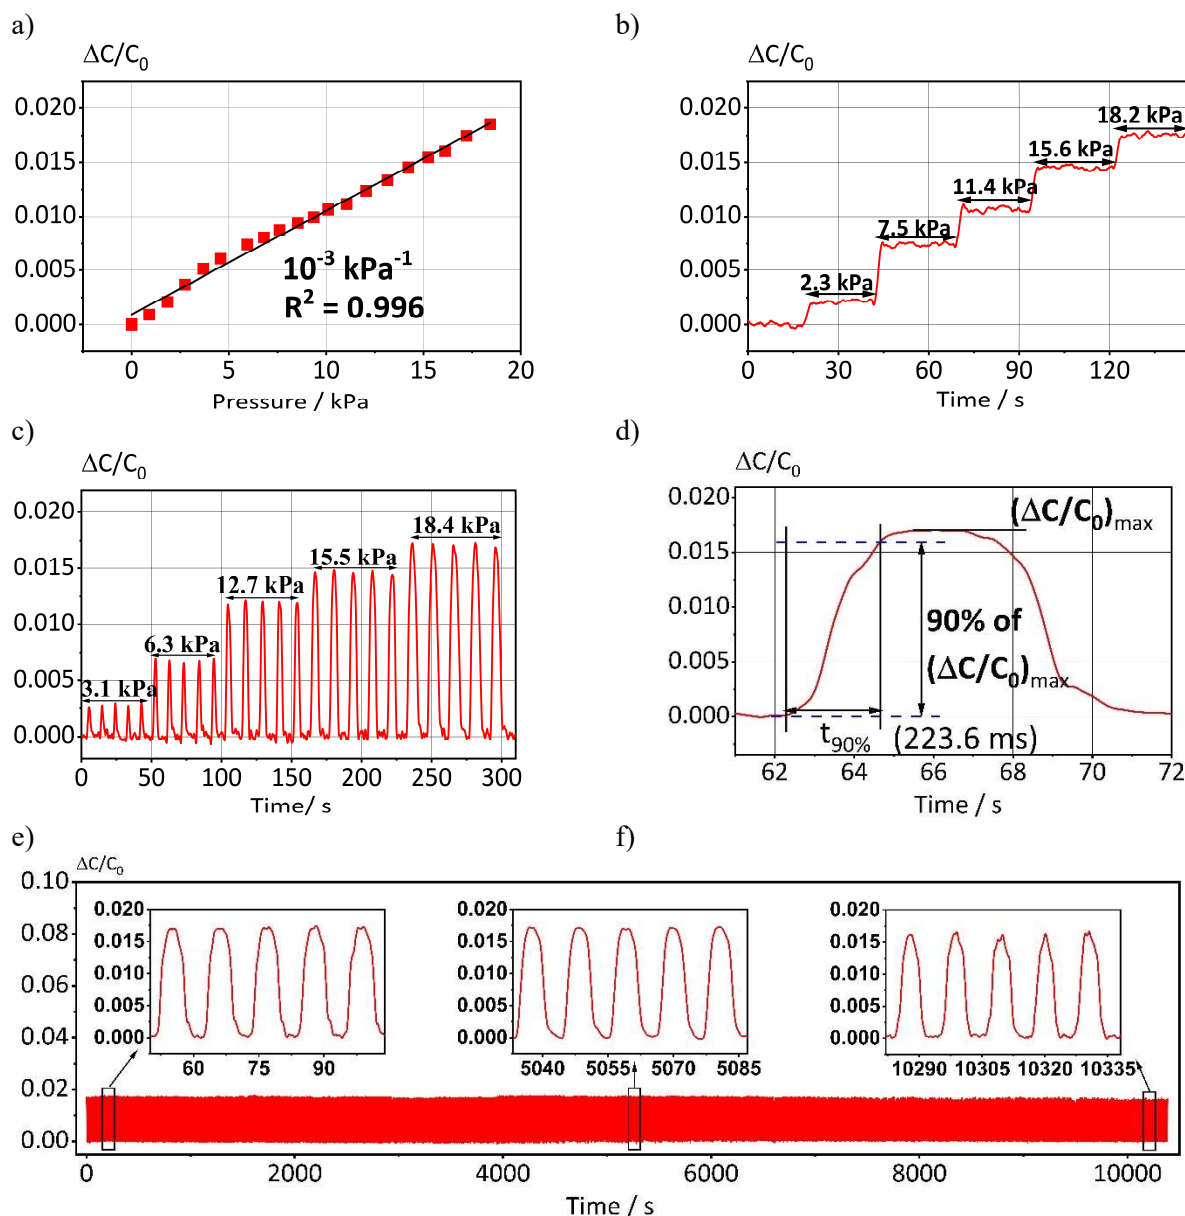 a)
ΔC/C₀
0.020
0.015
0.010
0.005
0.000
10⁻³ kPa⁻¹
R² = 0.996
0 5 10 15 20
Pressure / kPa
b)
ΔC/C₀
0.020
0.015
0.010
0.005
0.000
2.3 kPa
7.5 kPa
11.4 kPa
15.6 kPa
18.2 kPa
0 30 60 90 120
Time / s
c)
ΔC/C₀
0.020
0.015
0.010
0.005
0.000
3.1 kPa
6.3 kPa
12.7 kPa
15.5 kPa
18.4 kPa
0 50 100 150 200 250 300
Time/ s
d)
ΔC/C₀
0.020
0.015
0.010
0.005
0.000
(ΔC/C₀)max
90% of
(ΔC/C₀)max
t90% (223.6 ms)
62 64 66 68 70 72
Time / s
e)
f)
ΔC/C₀
0.10
0.08
0.06
0.04
0.02
0.00
0.020
0.015
0.010
0.005
0.000
60 75 90
0.020
0.015
0.010
0.005
0.000
5040 5055 5070 5085
0.020
0.015
0.010
0.005
0.000
10290 10305 10320 10335
0 2000 4000 6000 8000 10000
Time / s